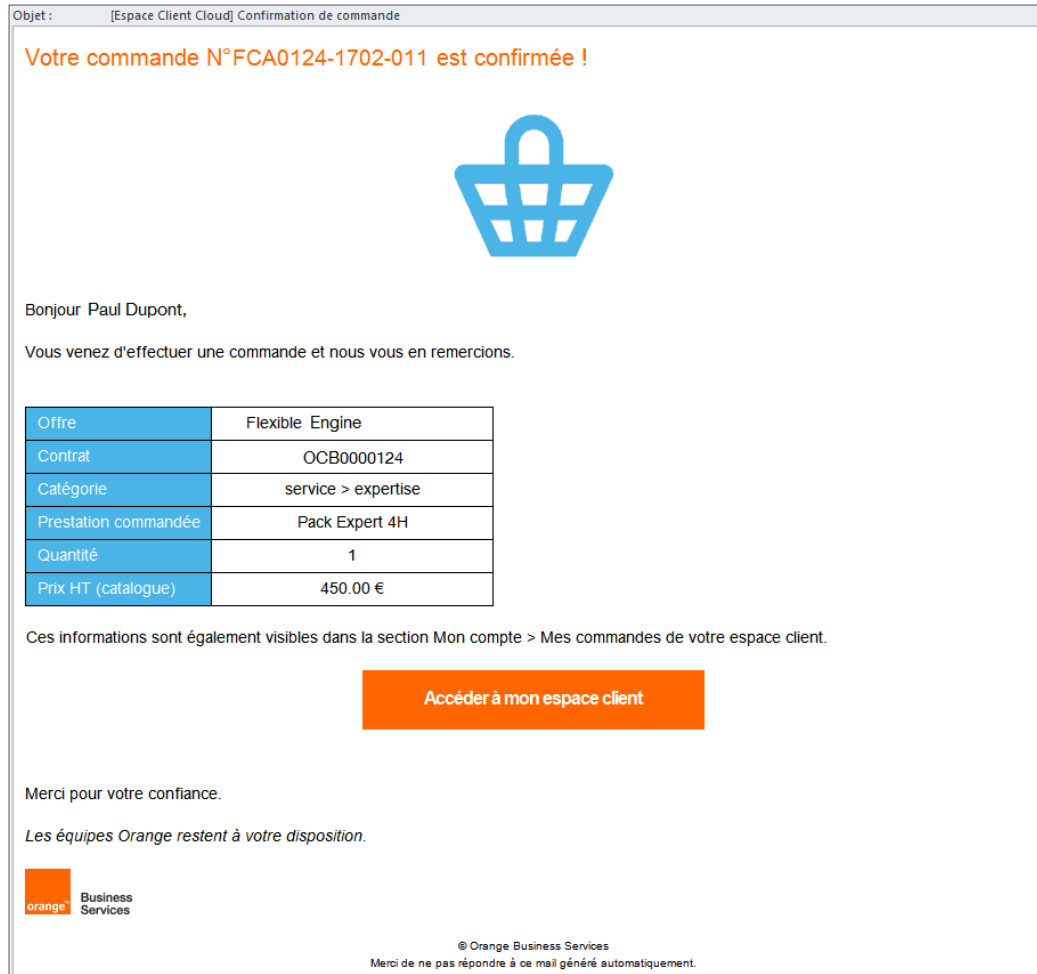 Objet : [Espace Client Cloud] Confirmation de commande
Votre commande N°FCA0124-1702-011 est confirmée !
Bonjour Paul Dupont,
Vous venez d'effectuer une commande et nous vous en remercions.
Offre Flexible Engine
Contrat OCB0000124
Catégorie service > expertise
Prestation commandée Pack Expert 4H
Quantité 1
Prix HT (catalogue) 450.00 €
Ces informations sont également visibles dans la section Mon compte > Mes commandes de votre espace client.
Accéder à mon espace client
Merci pour votre confiance.
Les équipes Orange restent à votre disposition.
orange™ Business
Services
© Orange Business Services
Merci de ne pas répondre à ce mail généré automatiquement.